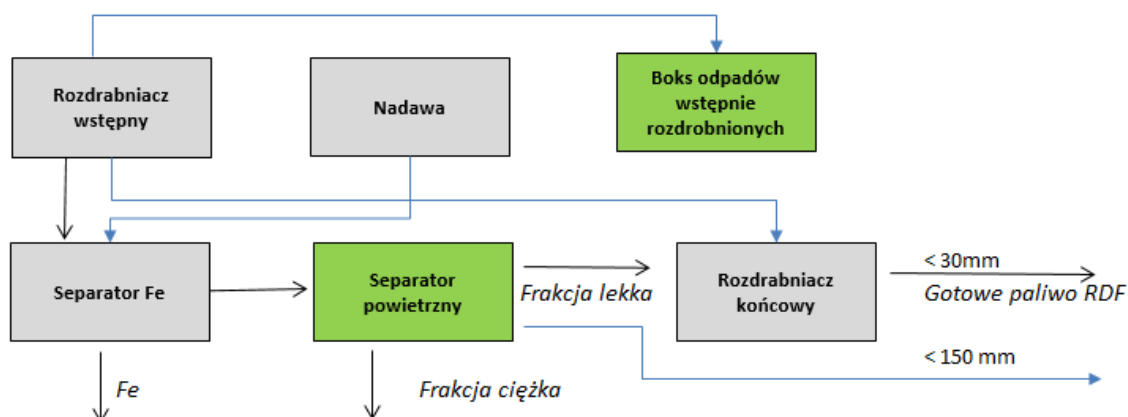 Rozdrabniacz
wstępny
Nadawa
Boks odpadów
wstępnie
rozdrobnionych
Separator Fe
Separator
powietrzny
Frakcja lekka
Rozdrabniacz
końcowy
< 30mm
Gotowe paliwo RDF
< 150 mm
Fe
Frakcja ciężka